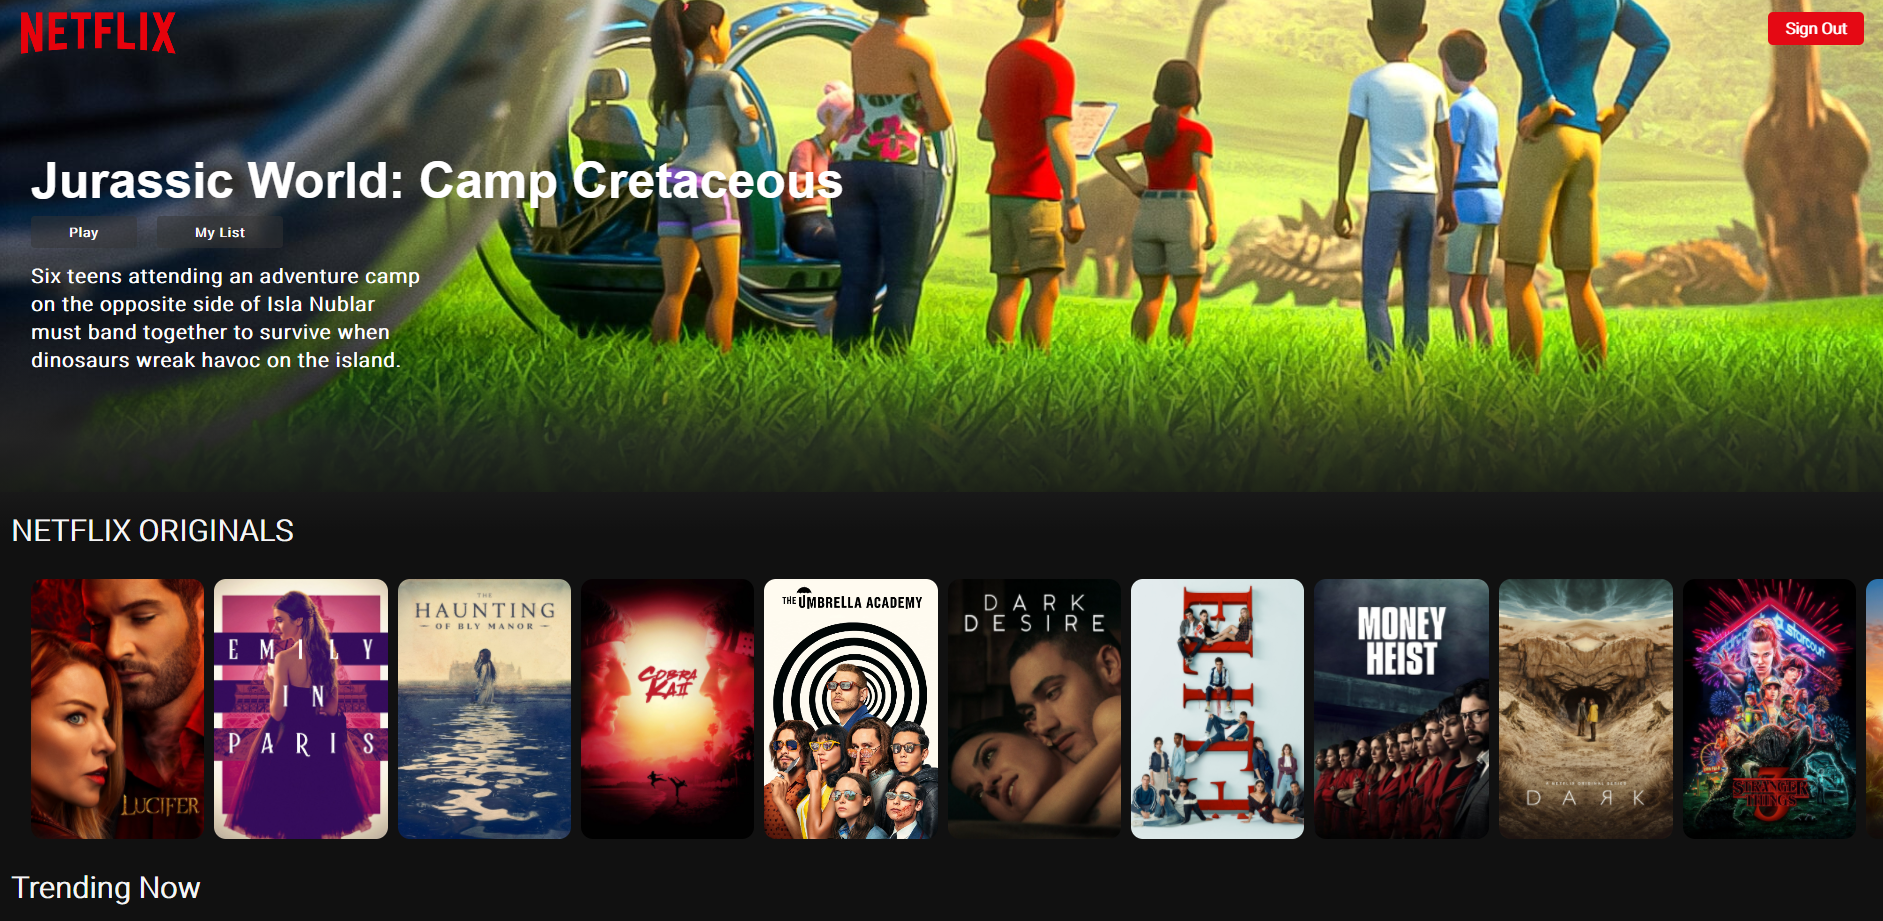 NETFLIX
Sign Out
Jurassic World: Camp Cretaceous
Play
My List
Six teens attending an adventure camp
on the opposite side of Isla Nublar
must band together to survive when
dinosaurs wreak havoc on the island.
NETFLIX ORIGINALS
LUCIFER
EMILY
IN
PARIS
THE
HAUNTING
OF BLY MANOR
COBRA
KAII
THE UMBRELLA ACADEMY
DARK
DESIRE
ELITE
MONEY
HEIST
A NETFLIX ORIGINAL SERIES
DARK
starcourt
STRANGER
THINGS
3
Trending Now